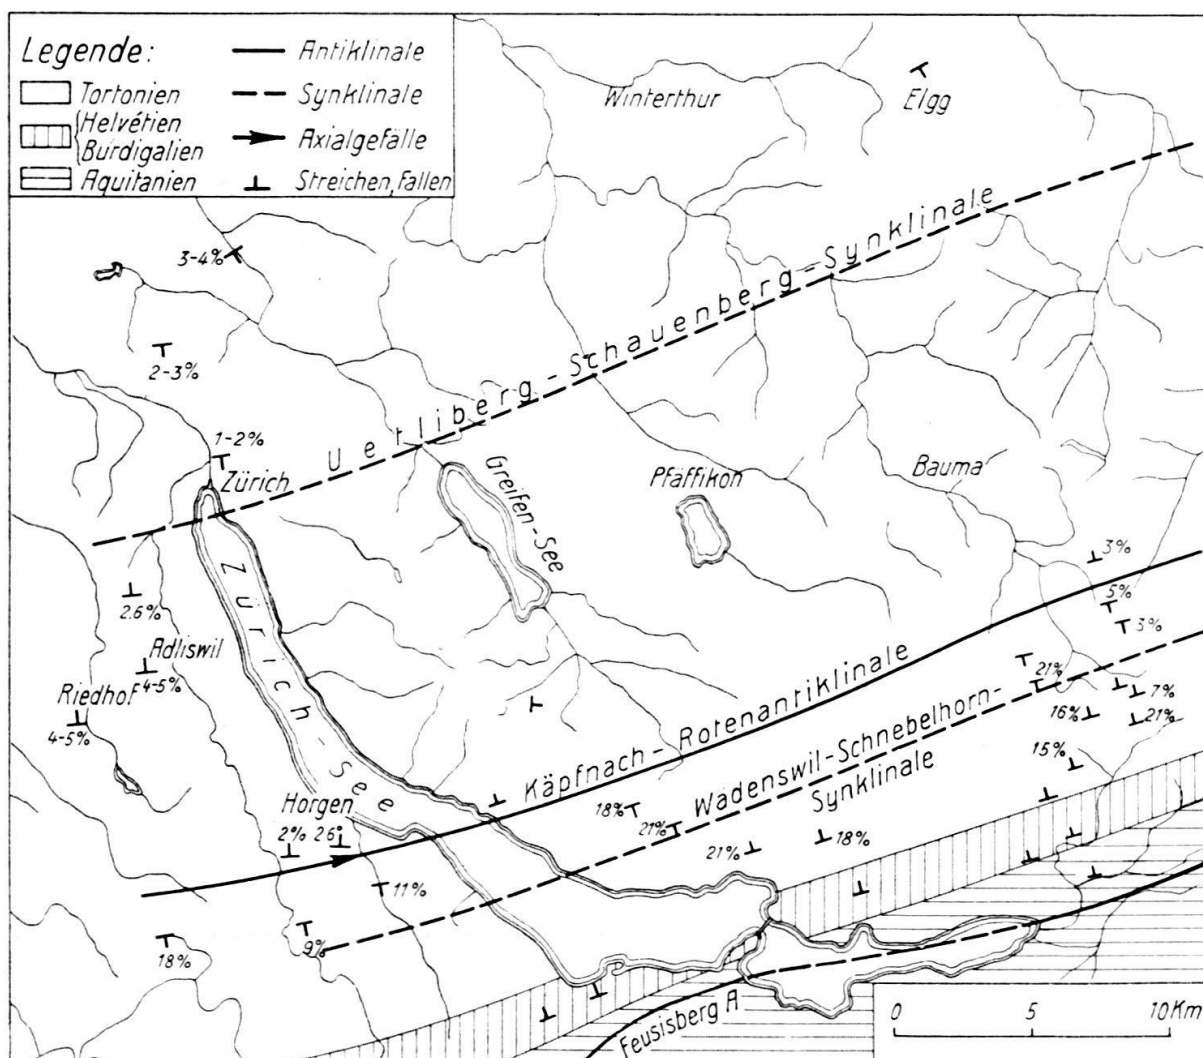 Legende:
Tortonien
Helvétien
Burdigalien
Aquitanien
Antiklinale
Synklinale
Axialgefälle
Streichen, Fallen
Winterthur
Elgg
3-4%
2-3%
1-2%
Zürich
Uetliberg-Schauenberg-Synklinale
Greifen-See
Pfäffikon
Bauma
3%
5%
3%
2.6%
Adliswil
4-5%
Riedhof
4-5%
Zürich-See
21%
7%
16%
21%
15%
Käpfnach-Rotenantiklinale
Wädenswil-Schnebelhorn-
Synklinale
Horgen
2%
26°
18%
21%
21%
18%
11%
9%
18%
Feusisberg A
0 5 10 Km